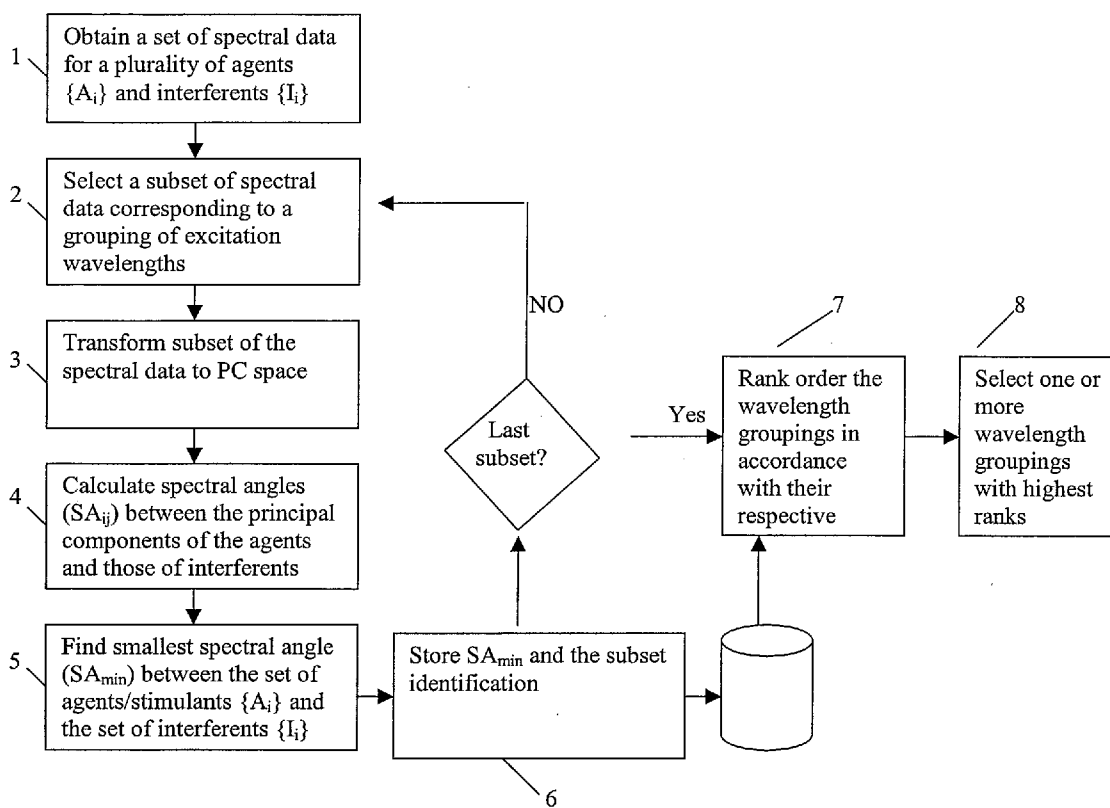 1
Obtain a set of spectral data
for a plurality of agents
{Aᵢ} and interferents {Iᵢ}
2
Select a subset of spectral
data corresponding to a
grouping of excitation
wavelengths
3
Transform subset of the
spectral data to PC space
4
Calculate spectral angles
(SAᵢⱼ) between the principal
components of the agents
and those of interferents
5
Find smallest spectral angle
(SAmin) between the set of
agents/stimulants {Aᵢ} and
the set of interferents {Iᵢ}
Store SAmin and the subset
identification
6
Last
subset?
NO
Yes
7
Rank order the
wavelength
groupings in
accordance
with their
respective
8
Select one or
more
wavelength
groupings
with highest
ranks